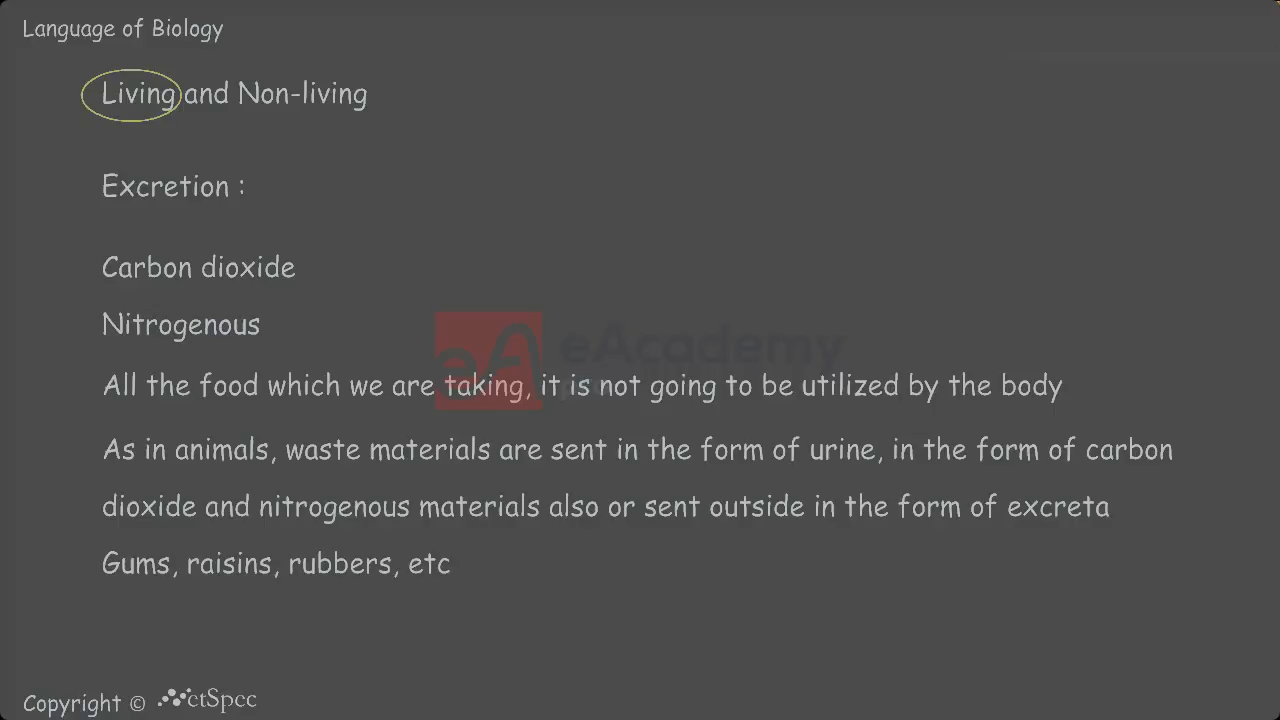 Language of Biology
Living and Non-living
Excretion :
Carbon dioxide
Nitrogenous
eA eAcademy
All the food which we are taking, it is not going to be utilized by the body
As in animals, waste materials are sent in the form of urine, in the form of carbon
dioxide and nitrogenous materials also or sent outside in the form of excreta
Gums, raisins, rubbers, etc
Copyright © ctSpec